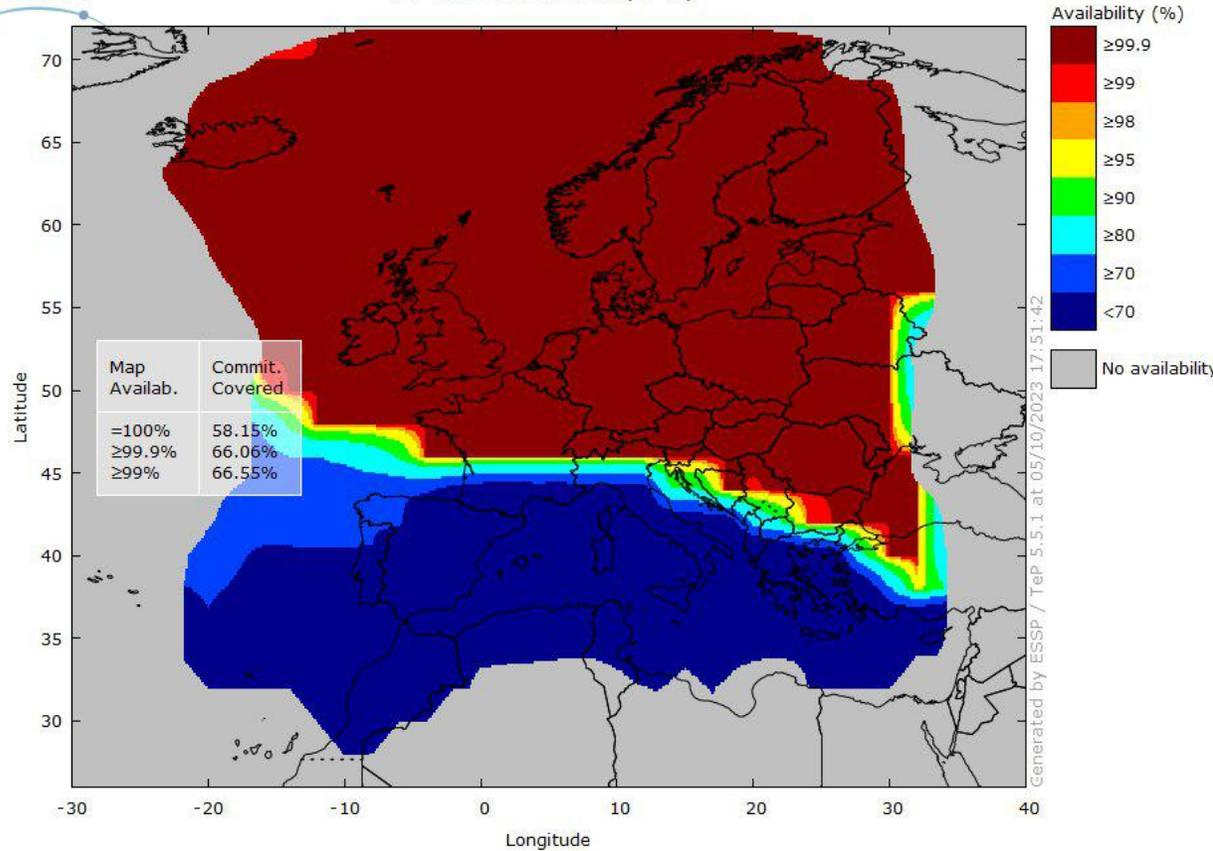 Availability (%)
≥99.9
≥99
≥98
≥95
≥90
≥80
≥70
<70
No availability
Latitude
70
65
60
55
50
45
40
35
30
Map Availab. Commit. Covered
=100% 58.15%
≥99.9% 66.06%
≥99% 66.55%
Generated by ESSP / TeP 5.5.1 at 05/10/2023 17:51:42
-30 -20 -10 0 10 20 30 40
Longitude